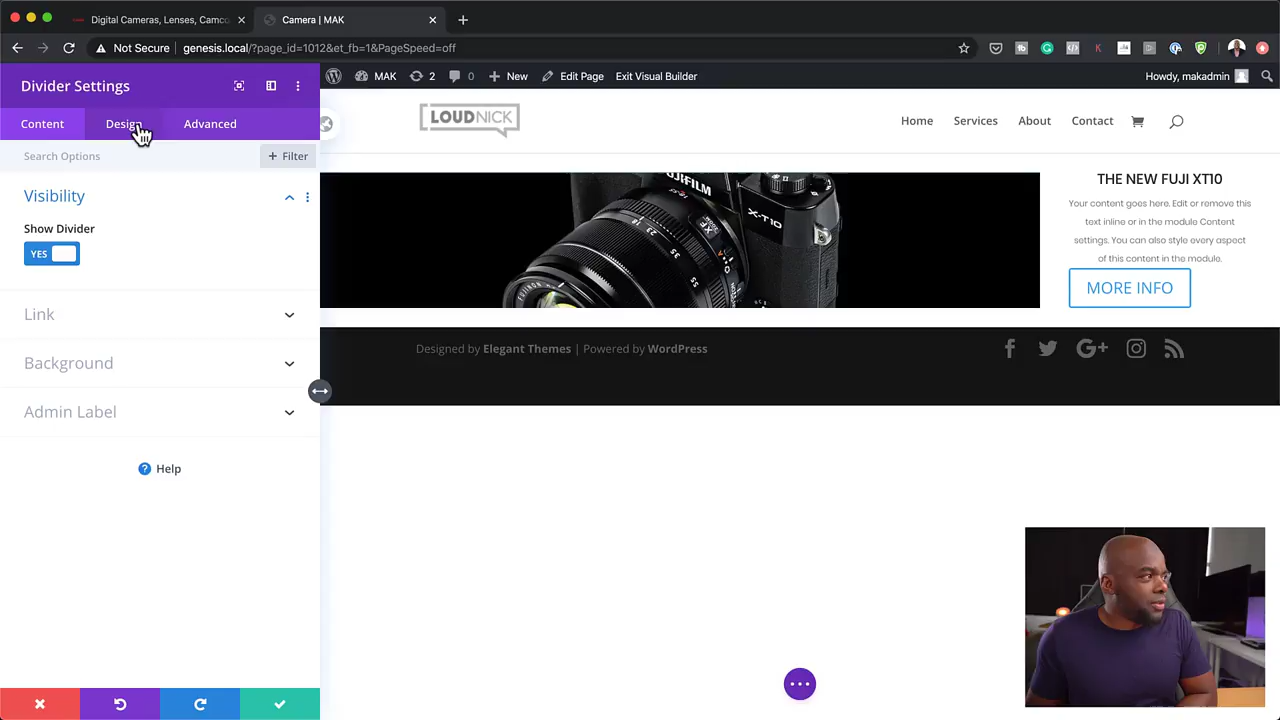 Digital Cameras, Lenses, Camco
Camera | MAK
Not Secure | genesis.local/?page_id=1012&et_fb=1&PageSpeed=off
MAK 2 0 New Edit Page Exit Visual Builder Howdy, makadmin
Divider Settings
Content Design Advanced
Search Options + Filter
Visibility
Show Divider
YES
Link
Background
Admin Label
? Help
LOUDNICK
Home Services About Contact
FUJIFILM
X-T10
THE NEW FUJI XT10
Your content goes here. Edit or remove this
text inline or in the module Content
settings. You can also style every aspect
of this content in the module.
MORE INFO
Designed by Elegant Themes | Powered by WordPress